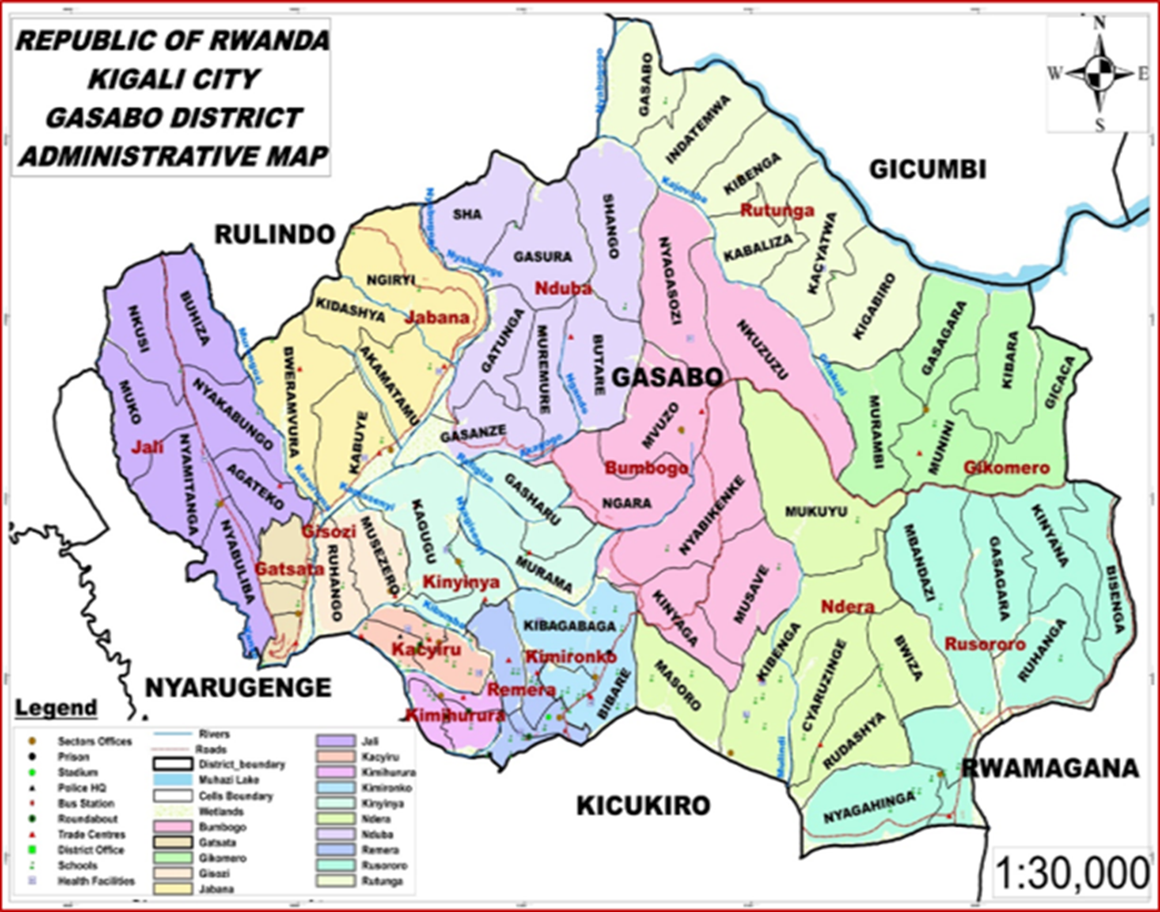 REPUBLIC OF RWANDA
KIGALI CITY
GASABO DISTRICT
ADMINISTRATIVE MAP
N
W
E
S
GICUMBI
RULINDO
GASABO
NYARUGENGE
KICUKIRO
RWAMAGANA
Nyabugogo
GASABO
INDATEMWA
KIBENGA
Rutunga
KABALIZA
KACYATWA
KIGABIRO
SHA
GASURA
SHANGO
Nduba
GATUNGA
MUREMURE
BUTARE
GASANZE
Nyabugogo
NGIRYI
KIDASHYA
Jabana
AKAMATAMU
BWERAMVURA
KABUYE
NKUSI
BUHIZA
MUKO
NYAKABUNGO
Jali
NYAMITANGA
AGATEKO
NYABULIBA
NYAGASOZI
NKUZUZU
MVUZO
Bumbogo
NGARA
NYABIKENKE
KINYAGA
MUSAVE
GASAGARA
KIBARA
GICACA
MURAMBI
MUNINI
Gikomero
Gisozi
Gatsata
RUHANGO
MUSEZERO
KAGUGU
GASHARU
MURAMA
Kinyinya
Kacyiru
Kimihurura
Remera
KIBAGABAGA
Kimironko
BIBARE
MUKUYU
Ndera
MASORO
KIBENGA
CYARUZINGE
BWIZA
RUDASHYA
Mulindi
MBANDAZI
GASAGARA
KINYANA
BISENGA
Rusororo
RUHANGA
NYAGAHINGA
Legend
Sectors Offices
Prison
Stadium
Police HQ
Bus Station
Roundabout
Trade Centres
District Office
Schools
Health Facilities
Rivers
Roads
District_boundary
Muhazi Lake
Cells Boundary
Wetlands
Bumbogo
Gatsata
Gikomero
Gisozi
Jabana
Jali
Kacyiru
Kimihurura
Kimironko
Kinyinya
Ndera
Nduba
Remera
Rusororo
Rutunga
1:30,000